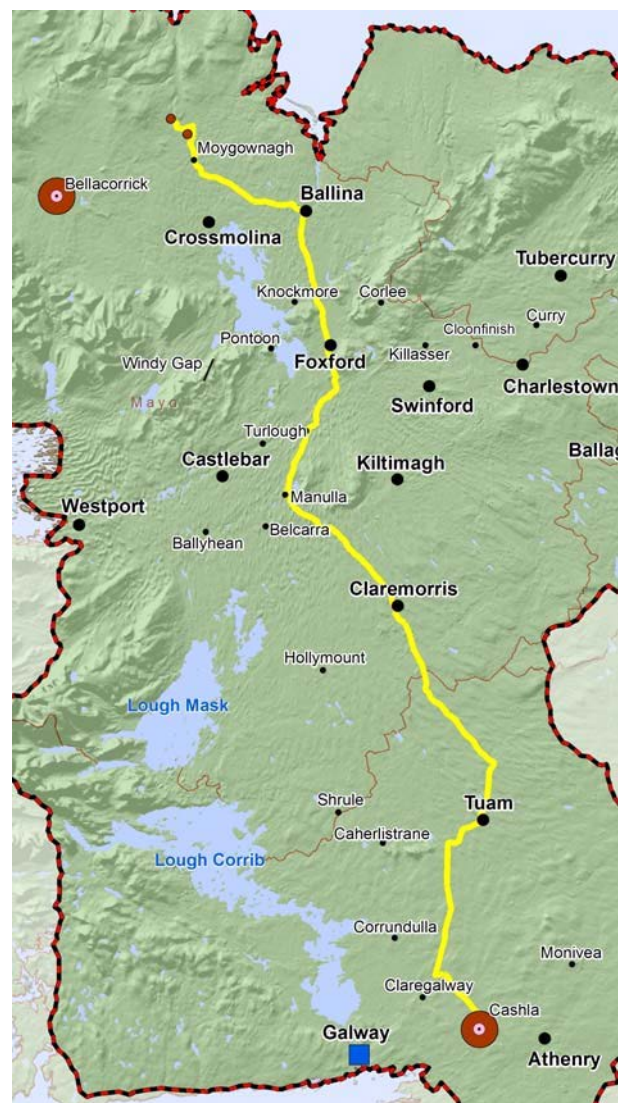 Moygownagh
Bellacorrick
Ballina
Crossmolina
Tubercurry
Knockmore
Corlee
Curry
Cloonfinish
Pontoon
Killasser
Foxford
Windy Gap
Charlestown
Swinford
Mayo
Turlough
Ballag
Castlebar
Kiltimagh
Manulla
Westport
Belcarra
Ballyhean
Claremorris
Hollymount
Lough Mask
Shrule
Tuam
Caherlistrane
Lough Corrib
Corrundulla
Monivea
Claregalway
Cashla
Galway
Athenry